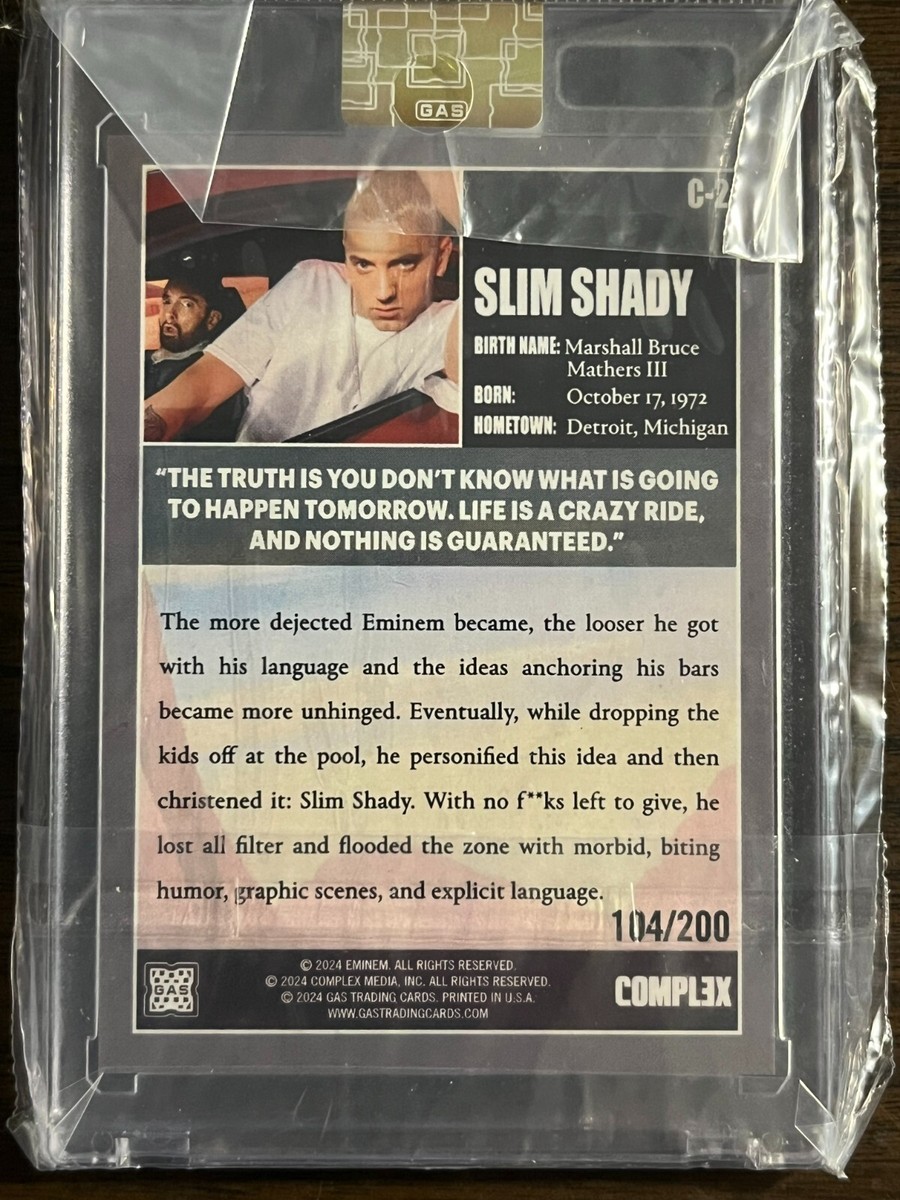 GAS
C-2
SLIM SHADY
BIRTH NAME: Marshall Bruce
Mathers III
BORN: October 17, 1972
HOMETOWN: Detroit, Michigan
“THE TRUTH IS YOU DON’T KNOW WHAT IS GOING
TO HAPPEN TOMORROW. LIFE IS A CRAZY RIDE,
AND NOTHING IS GUARANTEED.”
The more dejected Eminem became, the looser he got
with his language and the ideas anchoring his bars
became more unhinged. Eventually, while dropping the
kids off at the pool, he personified this idea and then
christened it: Slim Shady. With no f**ks left to give, he
lost all filter and flooded the zone with morbid, biting
humor, graphic scenes, and explicit language.
104/200
© 2024 EMINEM. ALL RIGHTS RESERVED.
© 2024 COMPLEX MEDIA, INC. ALL RIGHTS RESERVED.
© 2024 GAS TRADING CARDS. PRINTED IN U.S.A.
WWW.GASTRADINGCARDS.COM
GAS
COMPLEX